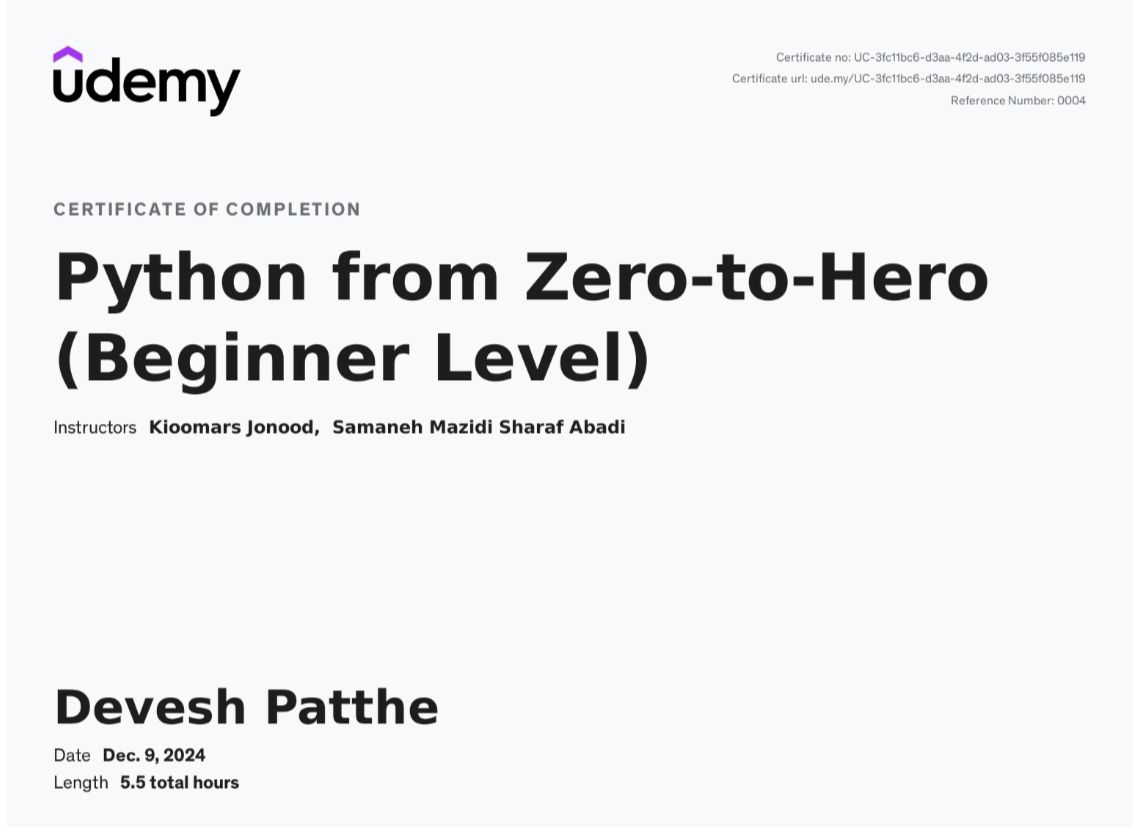 udemy
Certificate no: UC-3fc11bc6-d3aa-4f2d-ad03-3f55f085e119
Certificate url: ude.my/UC-3fc11bc6-d3aa-4f2d-ad03-3f55f085e119
Reference Number: 0004
CERTIFICATE OF COMPLETION
Python from Zero-to-Hero
(Beginner Level)
Instructors Kioomars Jonood, Samaneh Mazidi Sharaf Abadi
Devesh Patthe
Date Dec. 9, 2024
Length 5.5 total hours